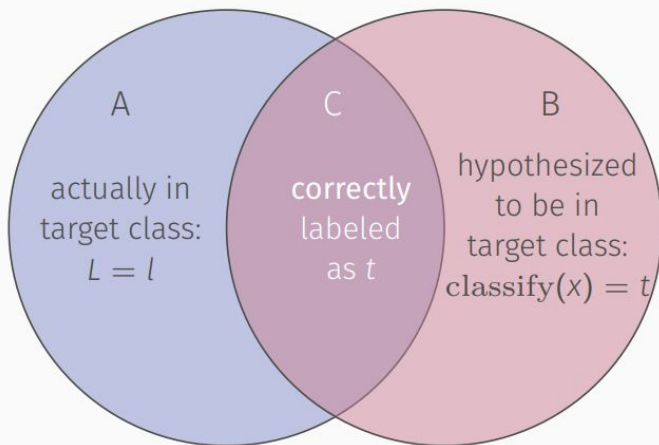 A
actually in
target class:
L = l
C
correctly
labeled
as t
B
hypothesized
to be in
target class:
classify(x) = t